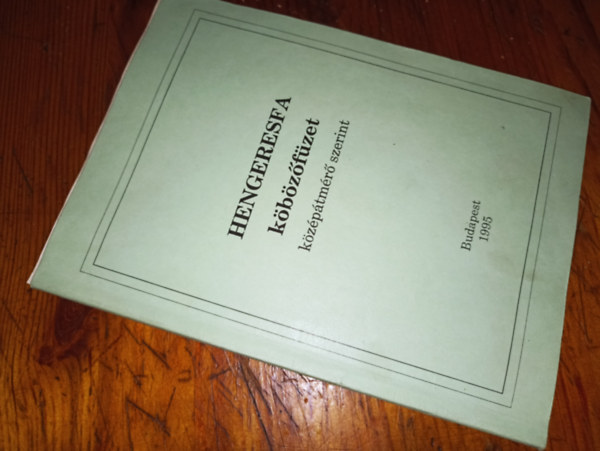 HENGERESFA
köbözőfüzet
középátmérő szerint
Budapest
1995